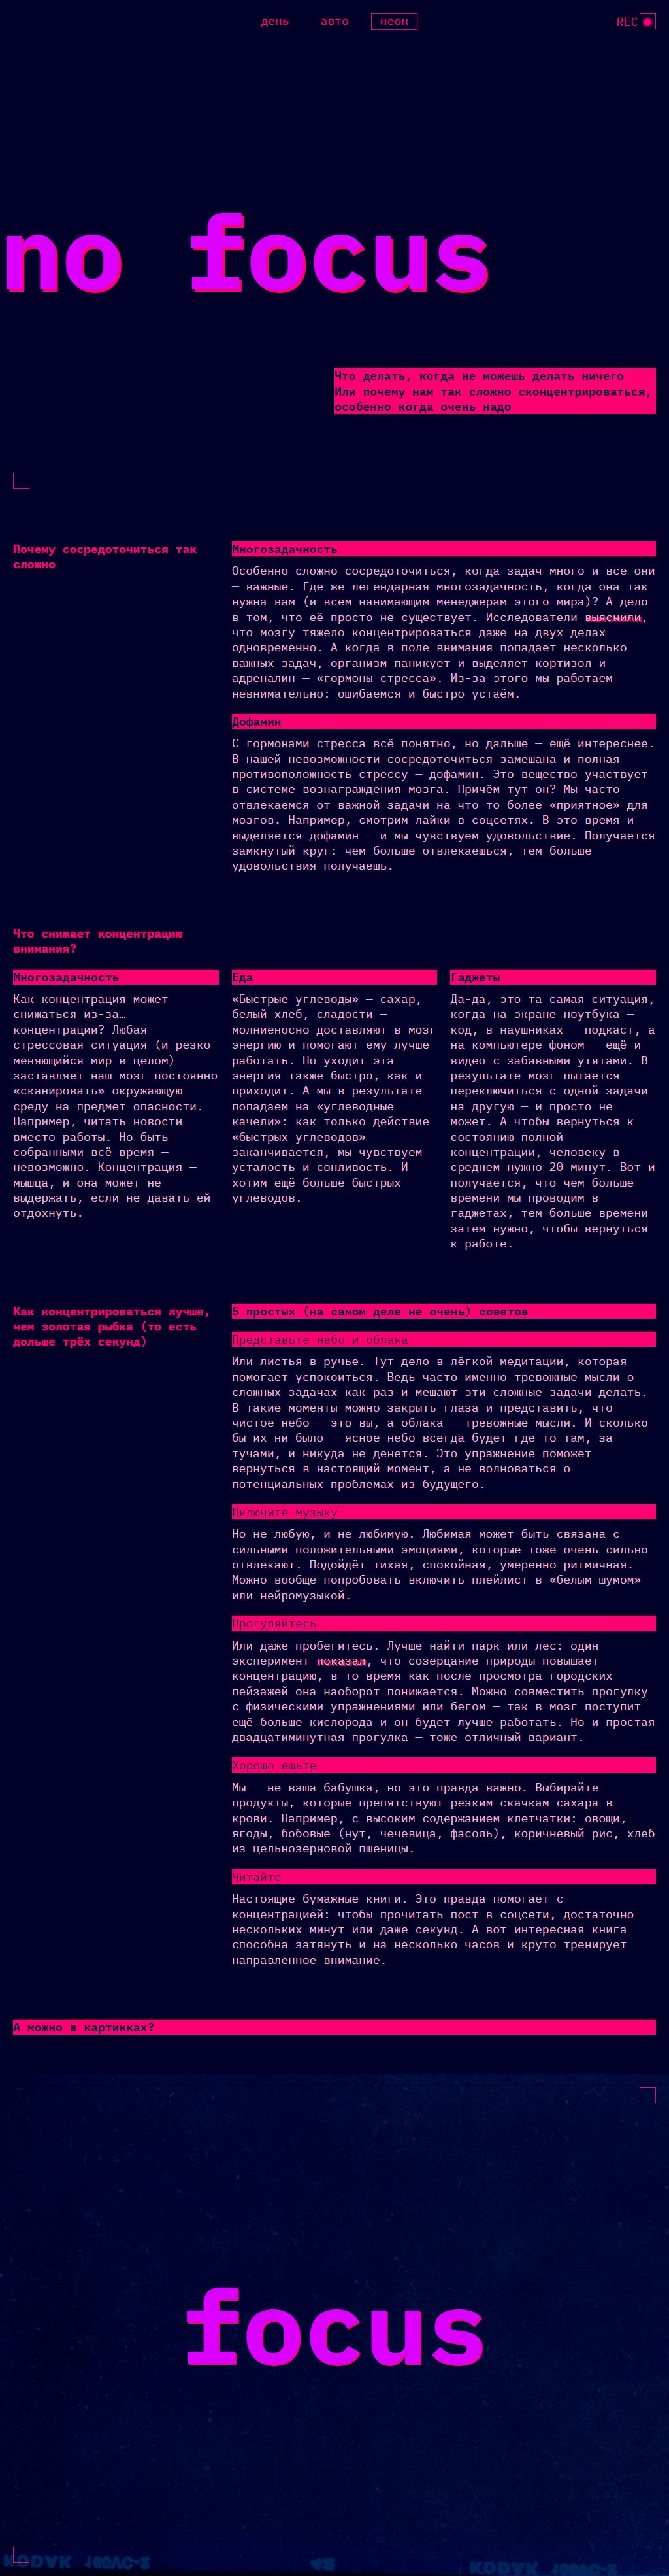 день авто неон
REC
no focus
Что делать, когда не можешь делать ничего
Или почему нам так сложно сконцентрироваться,
особенно когда очень надо
Почему сосредоточиться так
сложно
Многозадачность
Особенно сложно сосредоточиться, когда задач много и все они
— важные. Где же легендарная многозадачность, когда она так
нужна вам (и всем нанимающим менеджерам этого мира)? А дело
в том, что её просто не существует. Исследователи выяснили,
что мозгу тяжело концентрироваться даже на двух делах
одновременно. А когда в поле внимания попадает несколько
важных задач, организм паникует и выделяет кортизол и
адреналин — «гормоны стресса». Из-за этого мы работаем
невнимательно: ошибаемся и быстро устаём.
Дофамин
С гормонами стресса всё понятно, но дальше — ещё интереснее.
В нашей невозможности сосредоточиться замешана и полная
противоположность стрессу — дофамин. Это вещество участвует
в системе вознаграждения мозга. Причём тут он? Мы часто
отвлекаемся от важной задачи на что-то более «приятное» для
мозгов. Например, смотрим лайки в соцсетях. В это время и
выделяется дофамин — и мы чувствуем удовольствие. Получается
замкнутый круг: чем больше отвлекаешься, тем больше
удовольствия получаешь.
Что снижает концентрацию
внимания?
Многозадачность
Как концентрация может
снижаться из-за…
концентрации? Любая
стрессовая ситуация (и резко
меняющийся мир в целом)
заставляет наш мозг постоянно
«сканировать» окружающую
среду на предмет опасности.
Например, читать новости
вместо работы. Но быть
собранными всё время —
невозможно. Концентрация —
мышца, и она может не
выдержать, если не давать ей
отдохнуть.
Еда
«Быстрые углеводы» — сахар,
белый хлеб, сладости —
молниеносно доставляют в мозг
энергию и помогают ему лучше
работать. Но уходит эта
энергия также быстро, как и
приходит. А мы в результате
попадаем на «углеводные
качели»: как только действие
«быстрых углеводов»
заканчивается, мы чувствуем
усталость и сонливость. И
хотим ещё больше быстрых
углеводов.
Гаджеты
Да-да, это та самая ситуация,
когда на экране ноутбука —
код, в наушниках — подкаст, а
на компьютере фоном — ещё и
видео с забавными утятами. В
результате мозг пытается
переключиться с одной задачи
на другую — и просто не
может. А чтобы вернуться к
состоянию полной
концентрации, человеку в
среднем нужно 20 минут. Вот и
получается, что чем больше
времени мы проводим в
гаджетах, тем больше времени
затем нужно, чтобы вернуться
к работе.
Как концентрироваться лучше,
чем золотая рыбка (то есть
дольше трёх секунд)
5 простых (на самом деле не очень) советов
Представьте небо и облака
Или листья в ручье. Тут дело в лёгкой медитации, которая
помогает успокоиться. Ведь часто именно тревожные мысли о
сложных задачах как раз и мешают эти сложные задачи делать.
В такие моменты можно закрыть глаза и представить, что
чистое небо — это вы, а облака — тревожные мысли. И сколько
бы их ни было — ясное небо всегда будет где-то там, за
тучами, и никуда не денется. Это упражнение поможет
вернуться в настоящий момент, а не волноваться о
потенциальных проблемах из будущего.
Включите музыку
Но не любую, и не любимую. Любимая может быть связана с
сильными положительными эмоциями, которые тоже очень сильно
отвлекают. Подойдёт тихая, спокойная, умеренно-ритмичная.
Можно вообще попробовать включить плейлист в «белым шумом»
или нейромузыкой.
Прогуляйтесь
Или даже пробегитесь. Лучше найти парк или лес: один
эксперимент показал, что созерцание природы повышает
концентрацию, в то время как после просмотра городских
пейзажей она наоборот понижается. Можно совместить прогулку
с физическими упражнениями или бегом — так в мозг поступит
ещё больше кислорода и он будет лучше работать. Но и простая
двадцатиминутная прогулка — тоже отличный вариант.
Хорошо ешьте
Мы — не ваша бабушка, но это правда важно. Выбирайте
продукты, которые препятствуют резким скачкам сахара в
крови. Например, с высоким содержанием клетчатки: овощи,
ягоды, бобовые (нут, чечевица, фасоль), коричневый рис, хлеб
из цельнозерновой пшеницы.
Читайте
Настоящие бумажные книги. Это правда помогает с
концентрацией: чтобы прочитать пост в соцсети, достаточно
нескольких минут или даже секунд. А вот интересная книга
способна затянуть и на несколько часов и круто тренирует
направленное внимание.
А можно в картинках?
focus
KODAK 160VC-2 KODAK